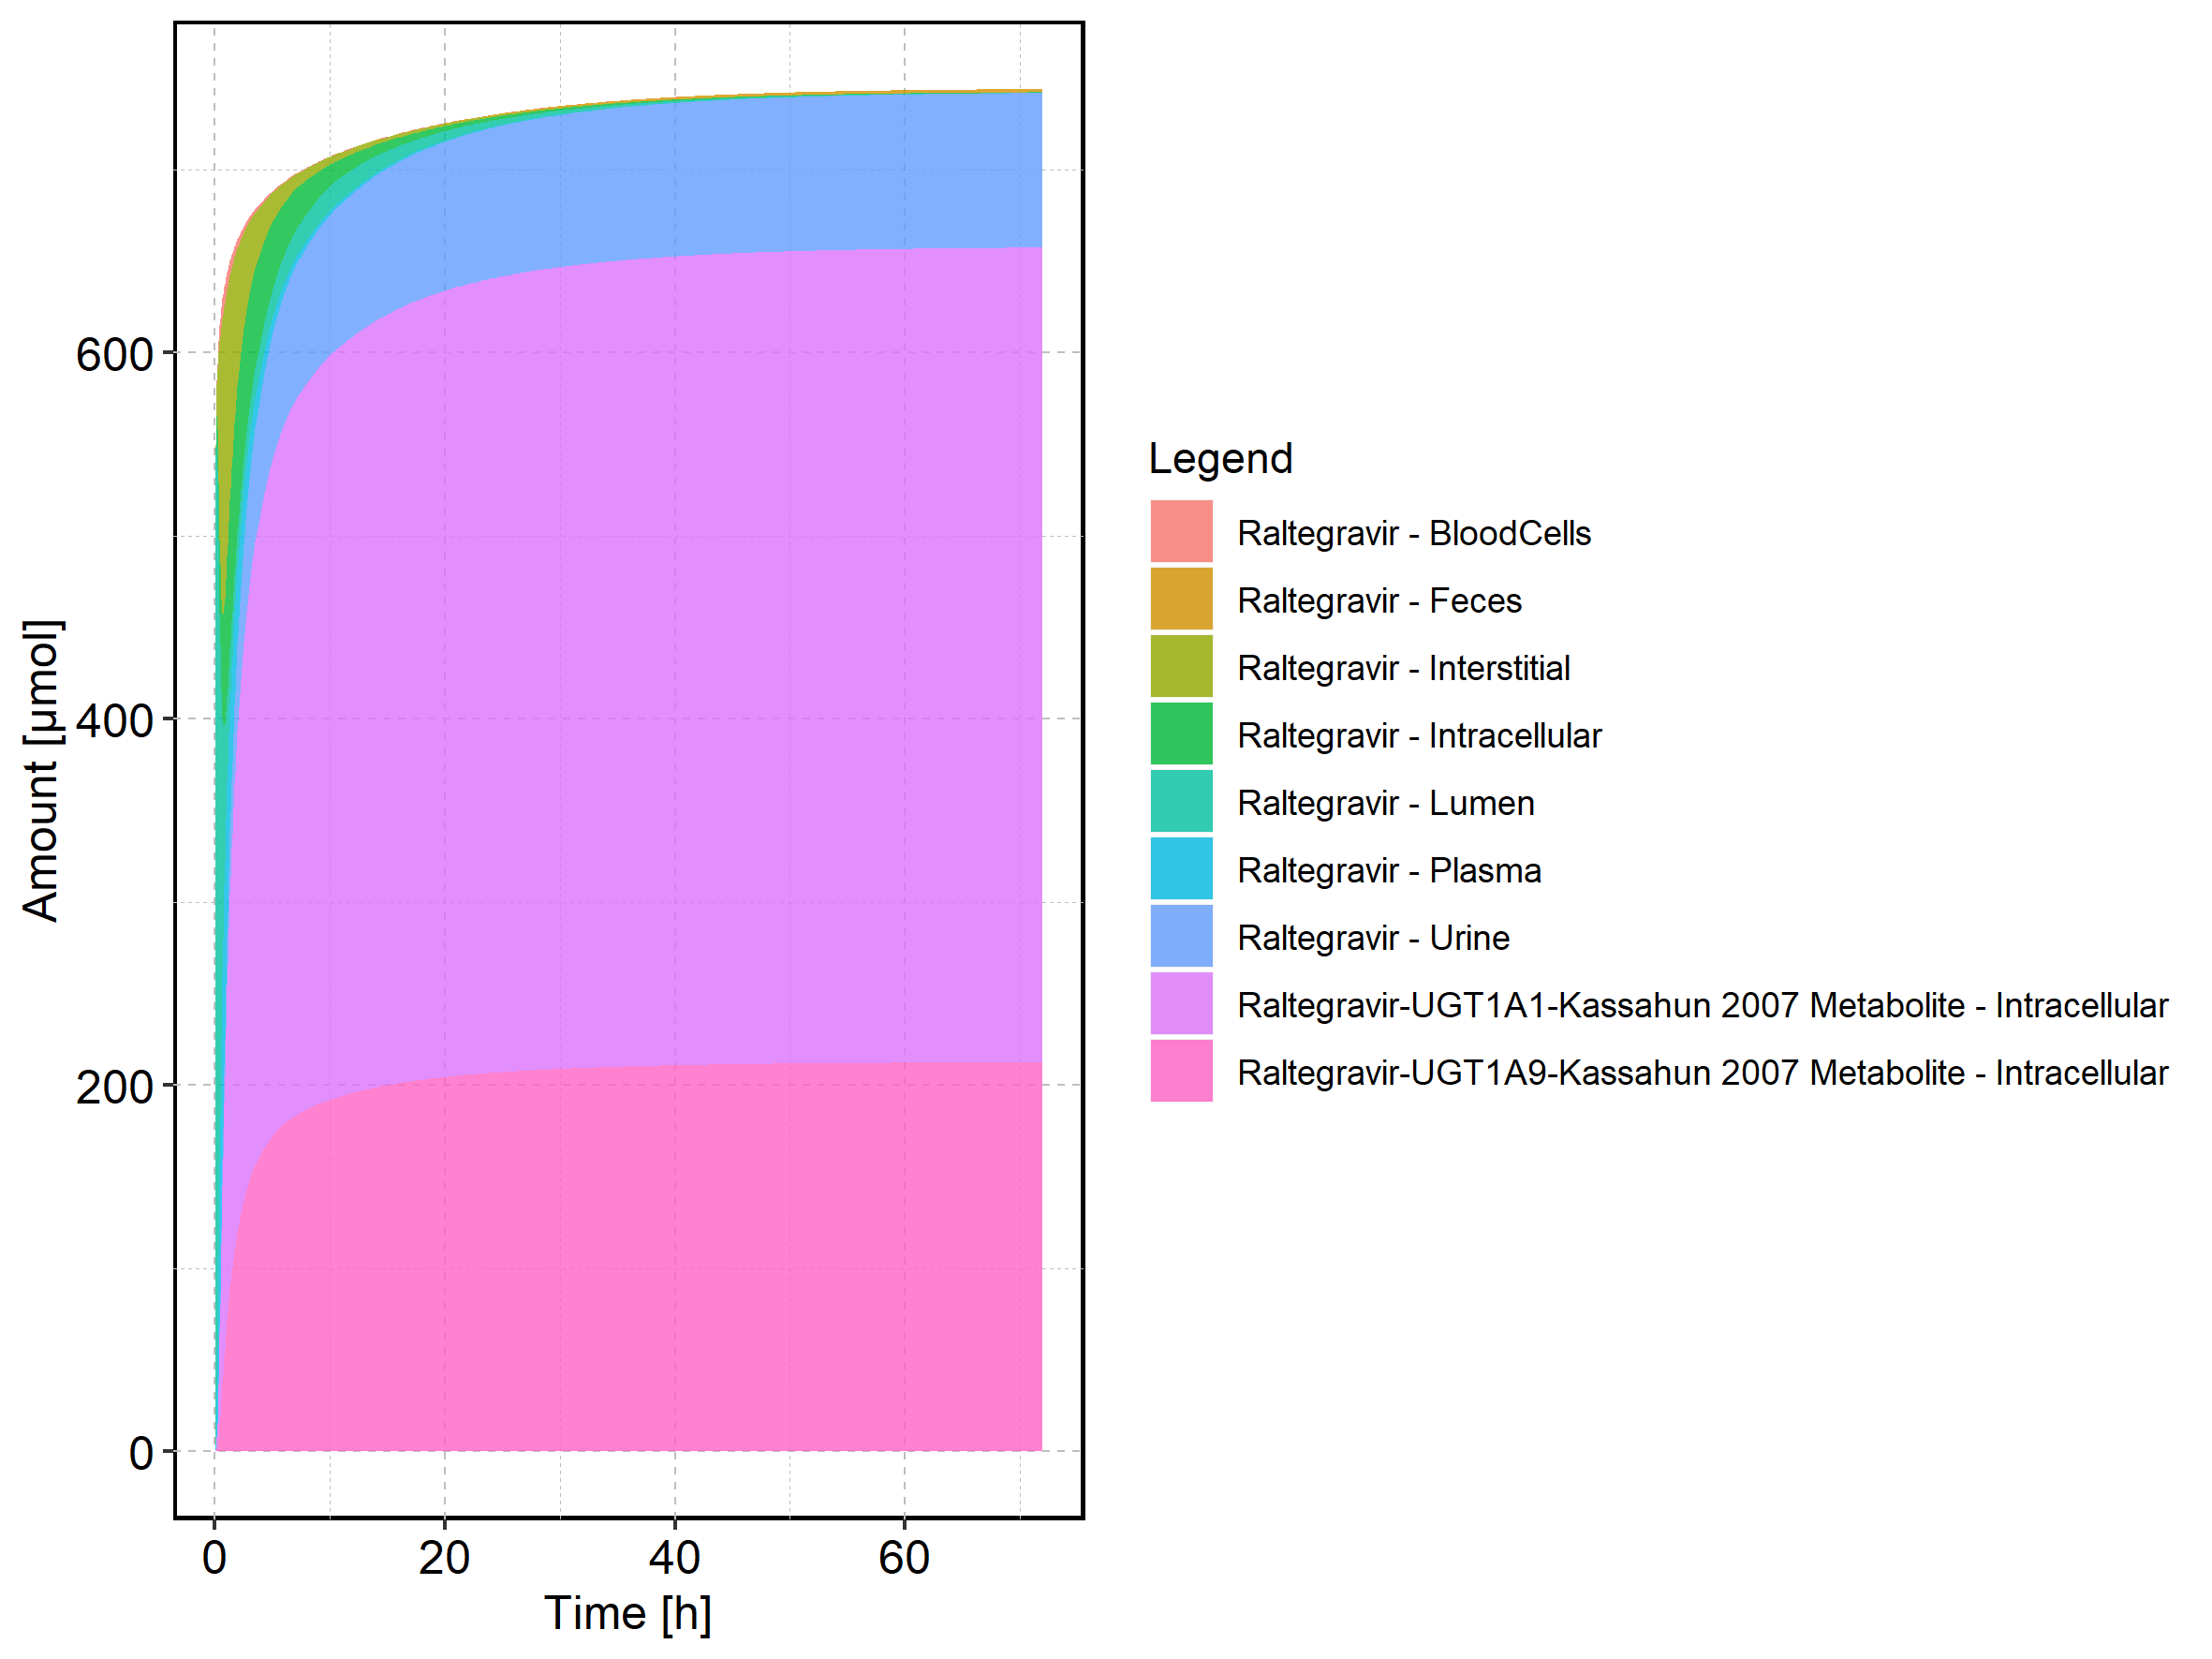 600
400
200
0
Amount [µmol]
0 20 40 60
Time [h]
Legend
Raltegravir - BloodCells
Raltegravir - Feces
Raltegravir - Interstitial
Raltegravir - Intracellular
Raltegravir - Lumen
Raltegravir - Plasma
Raltegravir - Urine
Raltegravir-UGT1A1-Kassahun 2007 Metabolite - Intracellular
Raltegravir-UGT1A9-Kassahun 2007 Metabolite - Intracellular